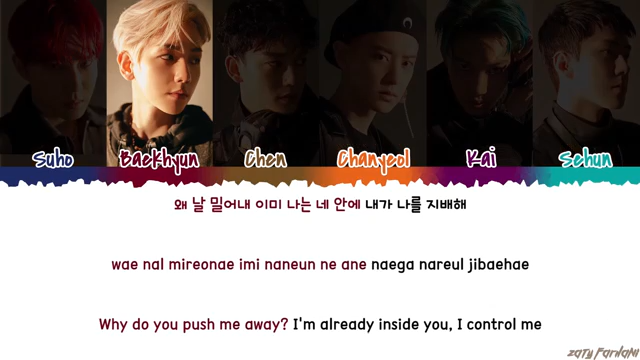 Suho Baekhyun Chen Chanyeol Kai Sehun
왜 날 밀어내 이미 나는 네 안에 내가 나를 지배해
wae nal mireonae imi naneun ne ane naega nareul jibaehae
Why do you push me away? I'm already inside you, I control me
ZATY FARHANI